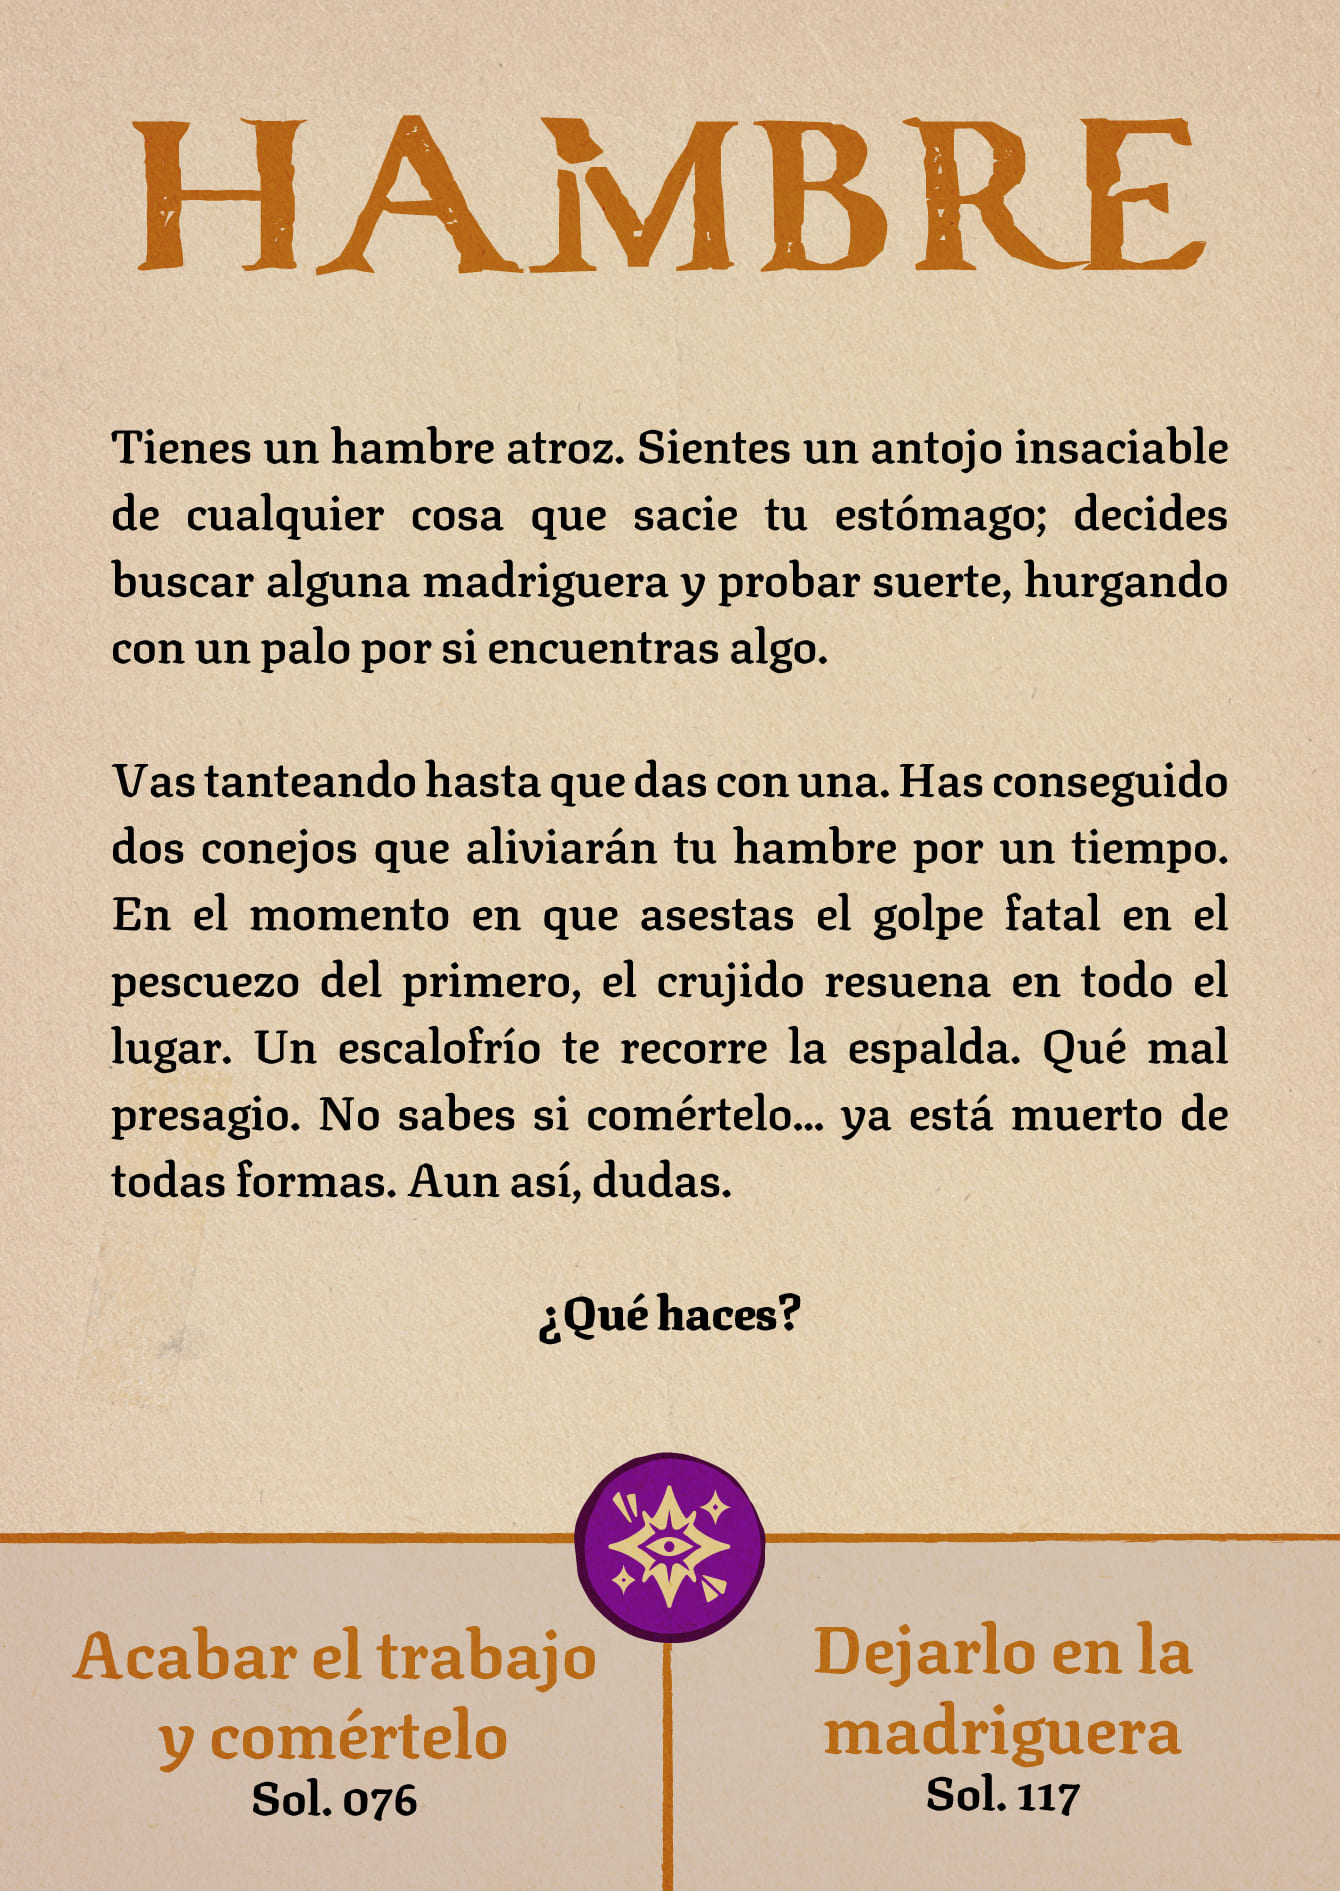 HAMBRE
Tienes un hambre atroz. Sientes un antojo insaciable
de cualquier cosa que sacie tu estómago; decides
buscar alguna madriguera y probar suerte, hurgando
con un palo por si encuentras algo.
Vas tanteando hasta que das con una. Has conseguido
dos conejos que aliviarán tu hambre por un tiempo.
En el momento en que asestas el golpe fatal en el
pescuezo del primero, el crujido resuena en todo el
lugar. Un escalofrío te recorre la espalda. Qué mal
presagio. No sabes si comértelo... ya está muerto de
todas formas. Aun así, dudas.
¿Qué haces?
Acabar el trabajo
y comértelo
Sol. 076
Dejarlo en la
madriguera
Sol. 117